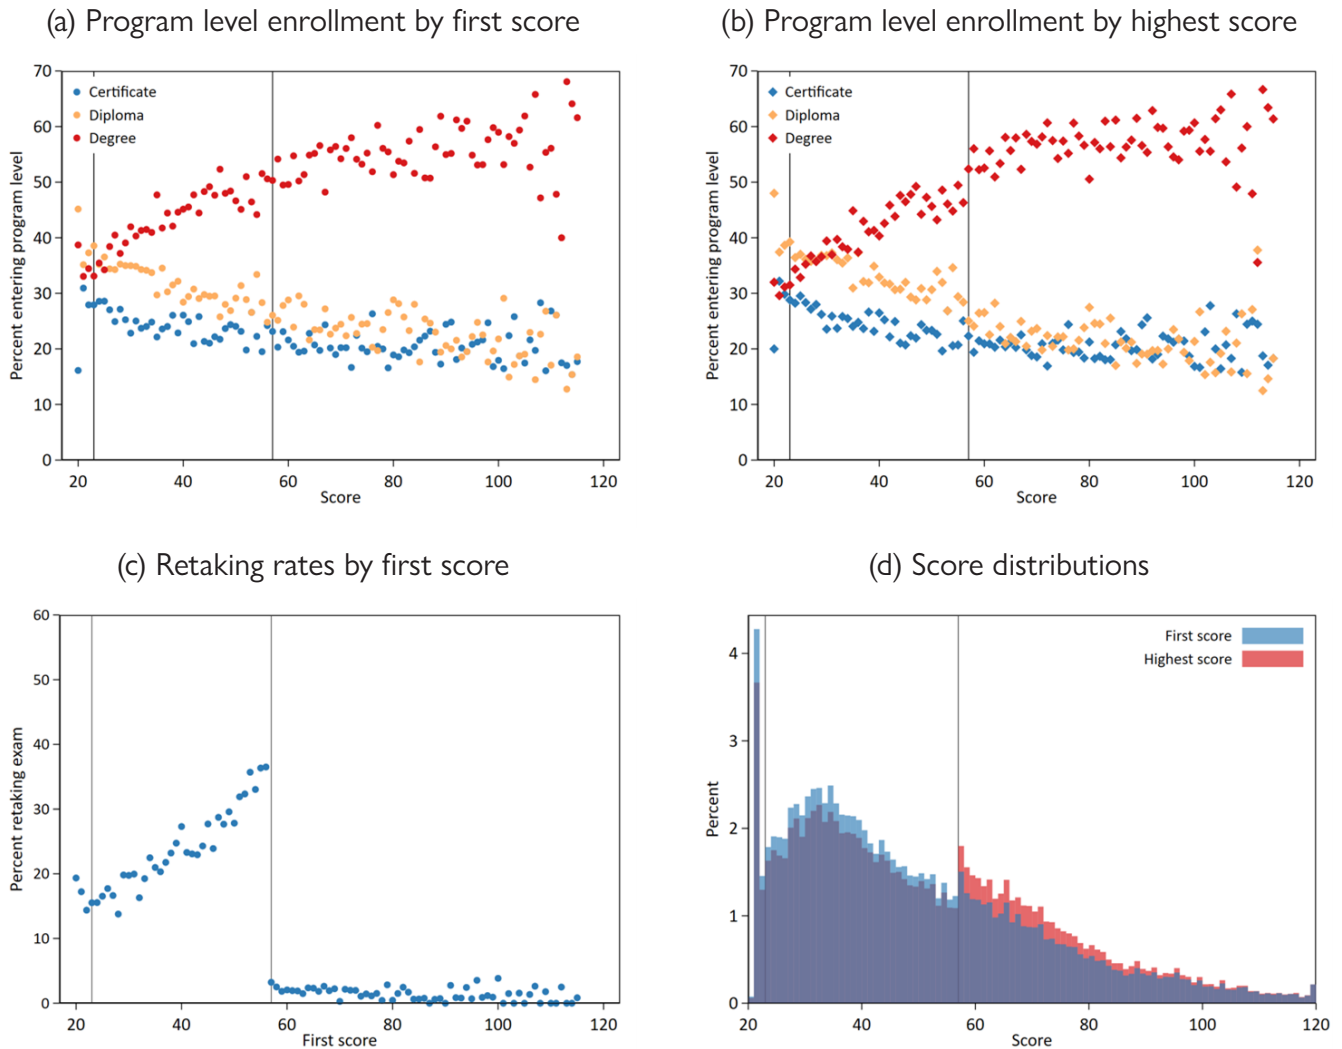 (a) Program level enrollment by first score
70
60
50
40
30
20
10
0
Percent entering program level
Certificate
Diploma
Degree
20 40 60 80 100 120
Score
(b) Program level enrollment by highest score
70
60
50
40
30
20
10
0
Percent entering program level
Certificate
Diploma
Degree
20 40 60 80 100 120
Score
(c) Retaking rates by first score
60
50
40
30
20
10
0
Percent retaking exam
20 40 60 80 100 120
First score
(d) Score distributions
4
3
2
1
0
Percent
First score
Highest score
20 40 60 80 100 120
Score